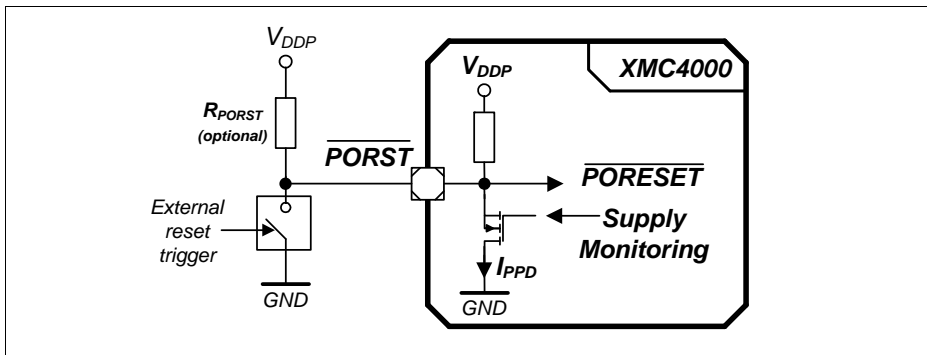 VDDP
RPORST
(optional)
External
reset
trigger
GND
PORST
XMC4000
VDDP
PORESET
Supply
Monitoring
IPPD
GND